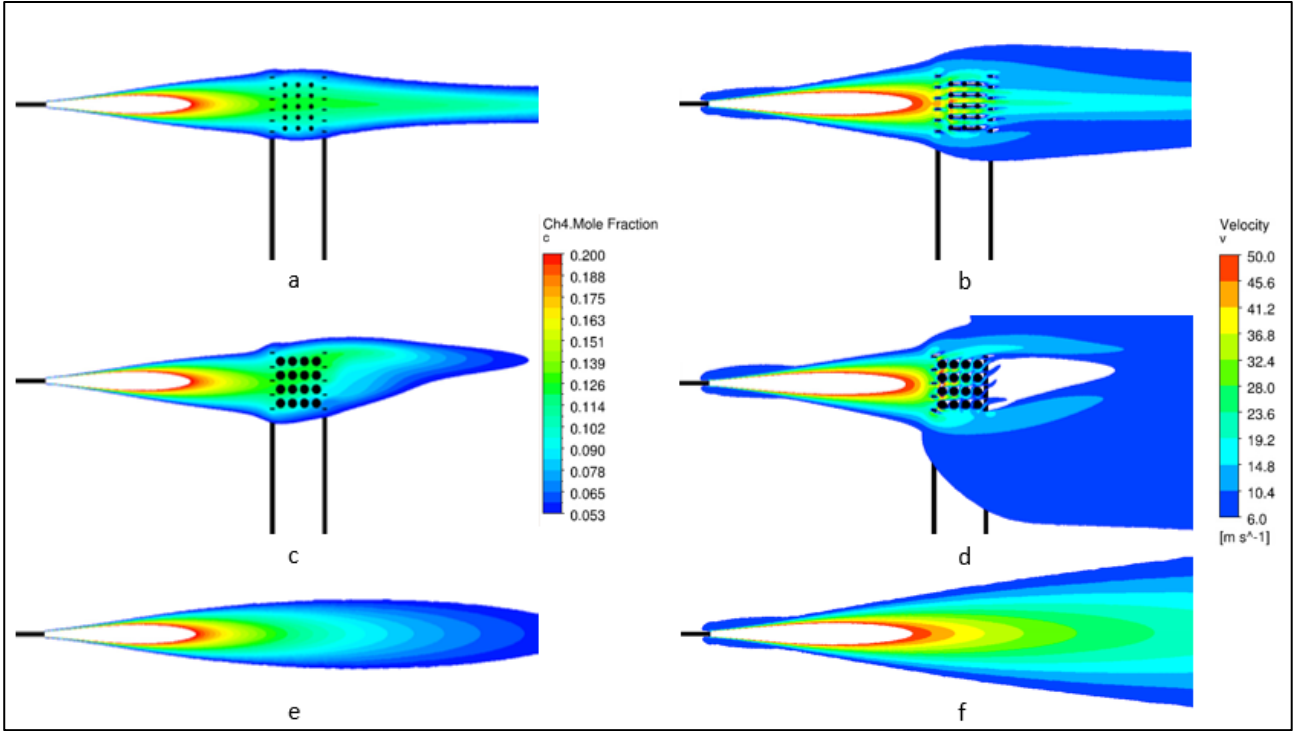 a
b
Ch4.Mole Fraction
c
0.200
0.188
0.175
0.163
0.151
0.139
0.126
0.114
0.102
0.090
0.078
0.065
0.053
Velocity
v
50.0
45.6
41.2
36.8
32.4
28.0
23.6
19.2
14.8
10.4
6.0
[m s^-1]
c
d
e
f